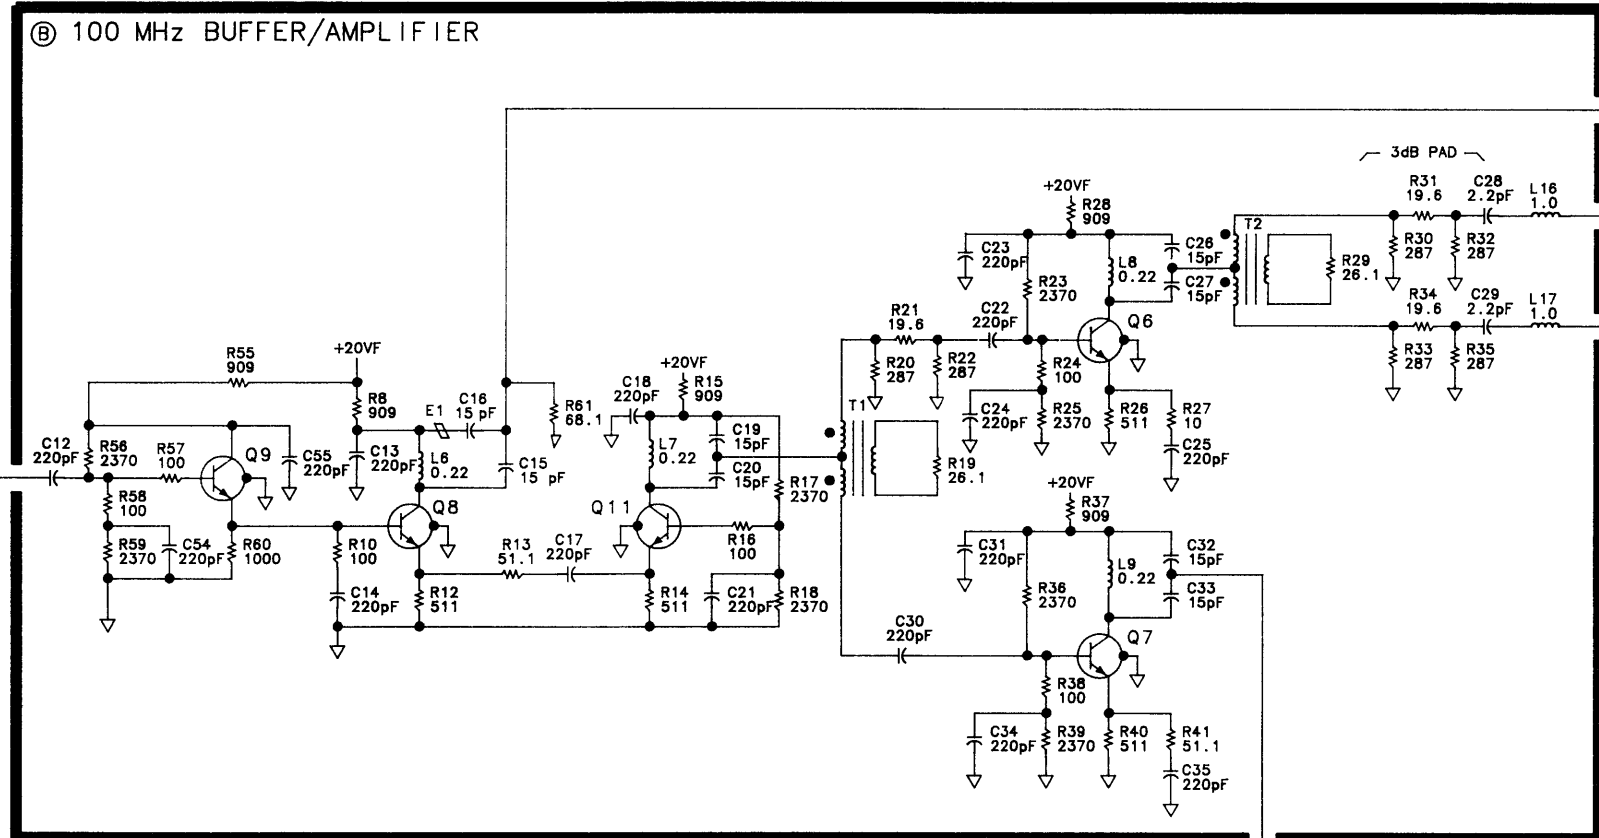 B 100 MHz BUFFER/AMPLIFIER
3dB PAD
+20VF
R28
909
C23
220pF
R23
2370
L8
0.22
C26
15pF
C27
15pF
T2
R29
26.1
R31
19.6
C28
2.2pF
L16
1.0
R30
287
R32
287
R34
19.6
C29
2.2pF
L17
1.0
R33
287
R35
287
R21
19.6
C22
220pF
Q6
R20
287
R22
287
R24
100
C24
220pF
R25
2370
R26
511
R27
10
C25
220pF
R55
909
+20VF
R8
909
E1
C16
15 pF
R61
68.1
C18
220pF
+20VF
R15
909
T1
C12
220pF
R56
2370
R57
100
Q9
C55
220pF
C13
220pF
L6
0.22
C15
15 pF
L7
0.22
C19
15pF
C20
15pF
R17
2370
R19
26.1
R58
100
Q8
Q11
R59
2370
C54
220pF
R60
1000
R10
100
R13
51.1
C17
220pF
R16
100
C14
220pF
R12
511
R14
511
C21
220pF
R18
2370
+20VF
R37
909
C31
220pF
R36
2370
L9
0.22
C32
15pF
C33
15pF
C30
220pF
Q7
R38
100
C34
220pF
R39
2370
R40
511
R41
51.1
C35
220pF